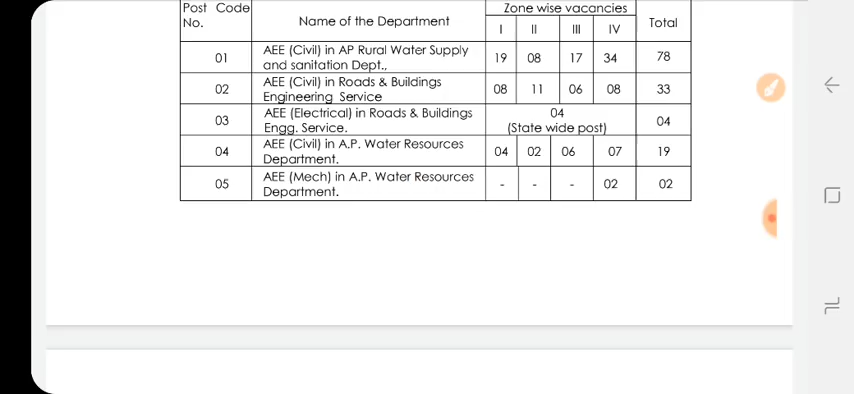 Post Code No. Name of the Department Zone wise vacancies Total
I II III IV
01 AEE (Civil) in AP Rural Water Supply 19 08 17 34 78
and sanitation Dept.,
02 AEE (Civil) in Roads & Buildings 08 11 06 08 33
Engineering Service
03 AEE (Electrical) in Roads & Buildings 04 04
Engg. Service. (State wide post)
04 AEE (Civil) in A.P. Water Resources 04 02 06 07 19
Department.
05 AEE (Mech) in A.P. Water Resources - - - 02 02
Department.